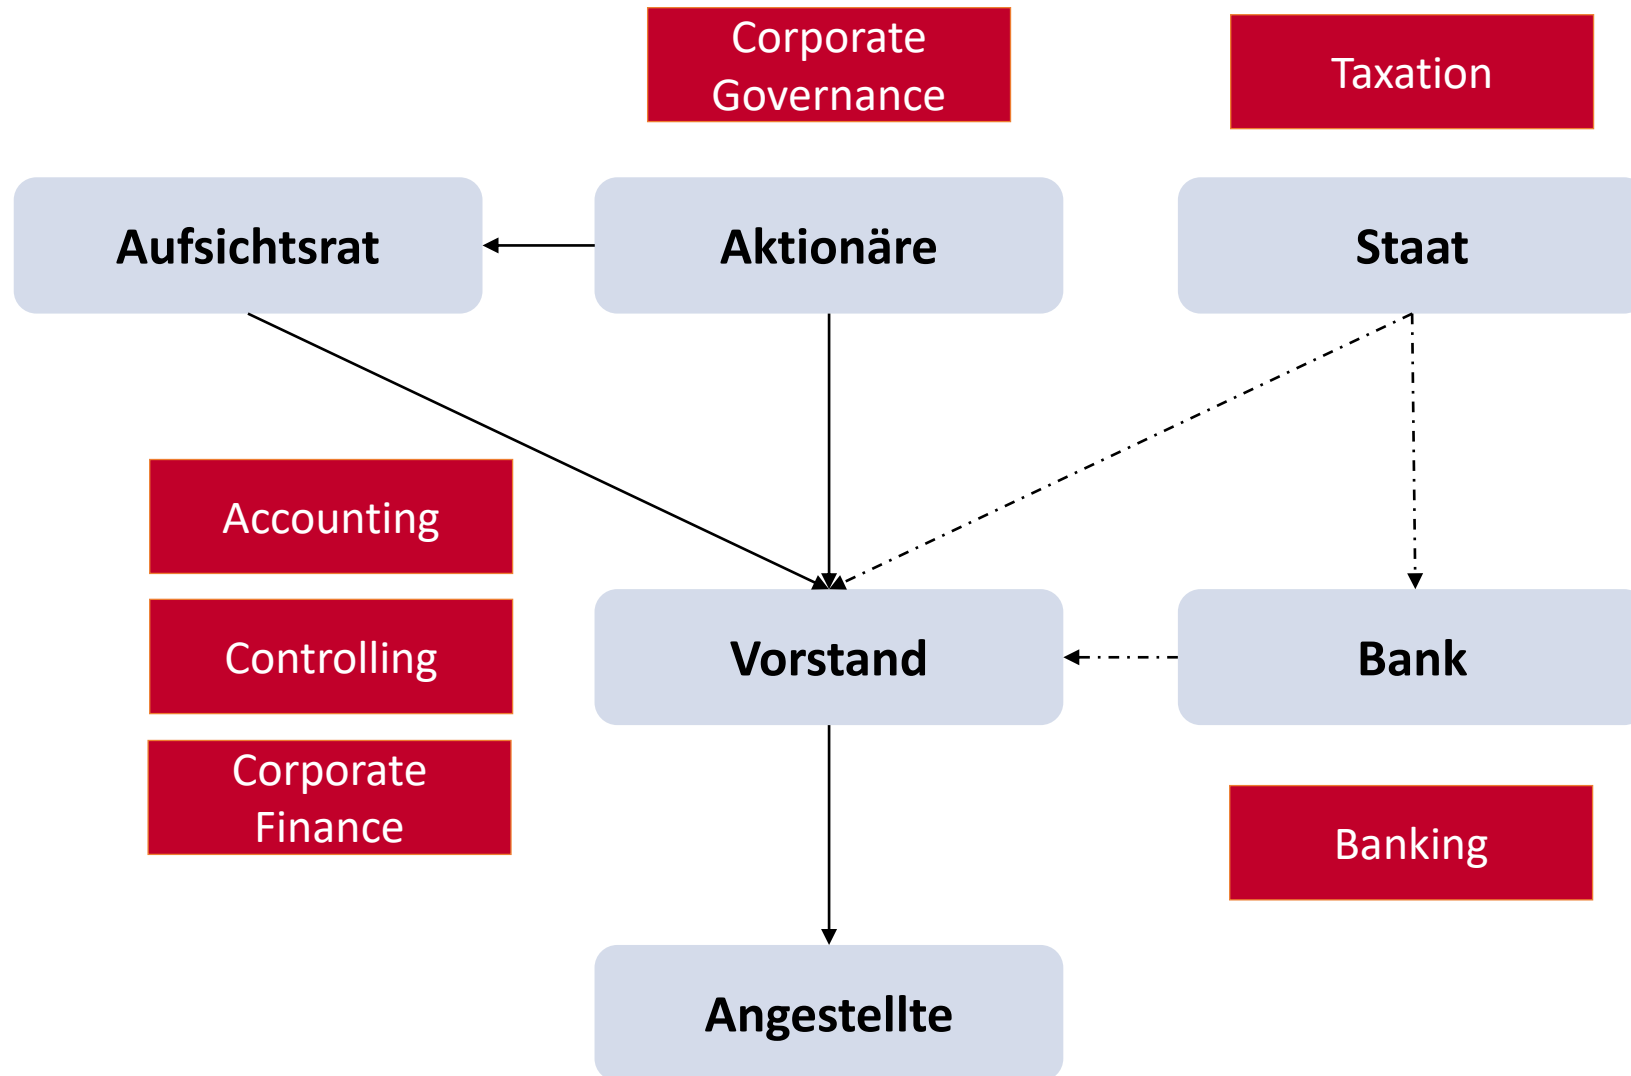 Corporate
Governance
Taxation
Aufsichtsrat
Aktionäre
Staat
Accounting
Controlling
Corporate
Finance
Vorstand
Bank
Banking
Angestellte